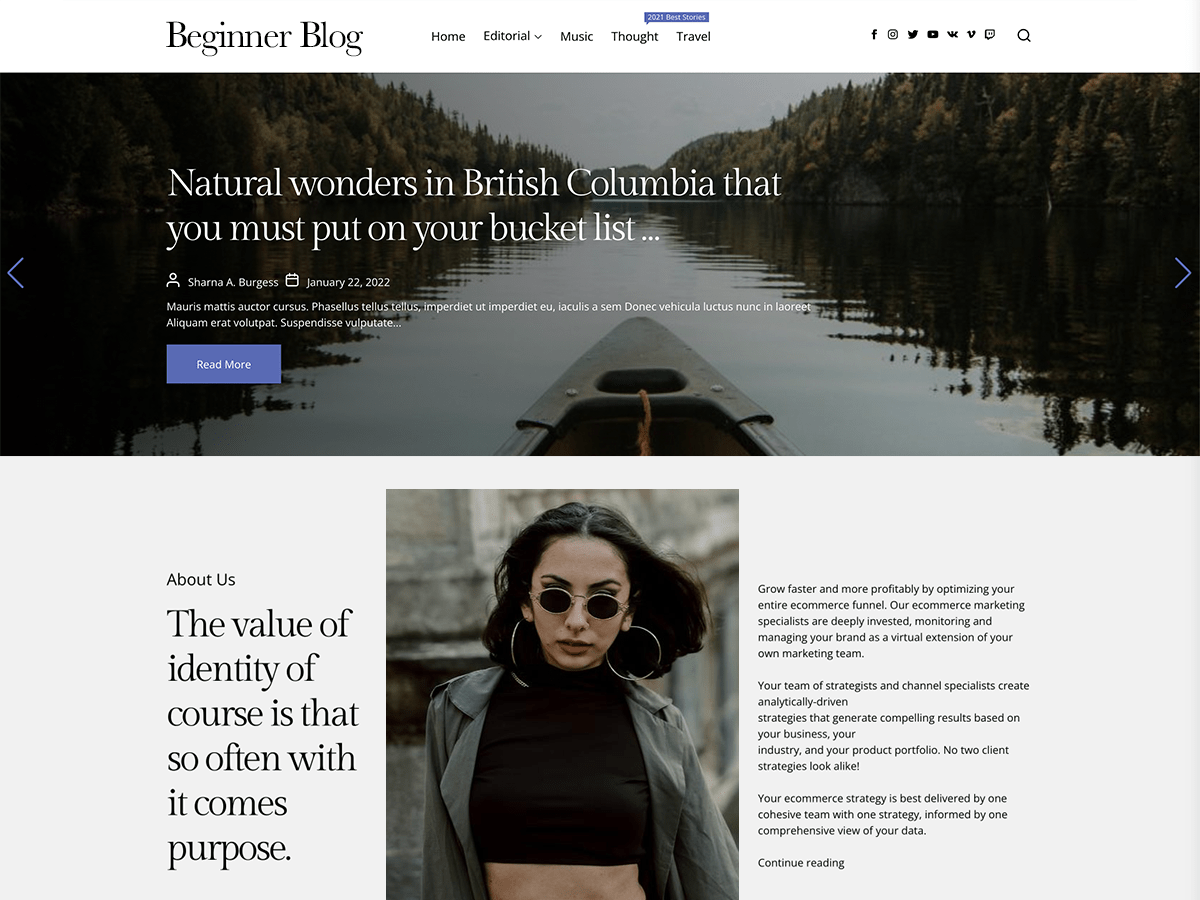 Beginner Blog
2021 Best Stories
Home Editorial Music Thought Travel
Natural wonders in British Columbia that
you must put on your bucket list ...
Sharna A. Burgess January 22, 2022
Mauris mattis auctor cursus. Phasellus tellus tellus, imperdiet ut imperdiet eu, iaculis a sem Donec vehicula luctus nunc in laoreet
Aliquam erat volutpat. Suspendisse vulputate...
Read More
About Us
The value of
identity of
course is that
so often with
it comes
purpose.
Grow faster and more profitably by optimizing your
entire ecommerce funnel. Our ecommerce marketing
specialists are deeply invested, monitoring and
managing your brand as a virtual extension of your
own marketing team.
Your team of strategists and channel specialists create
analytically-driven
strategies that generate compelling results based on
your business, your
industry, and your product portfolio. No two client
strategies look alike!
Your ecommerce strategy is best delivered by one
cohesive team with one strategy, informed by one
comprehensive view of your data.
Continue reading